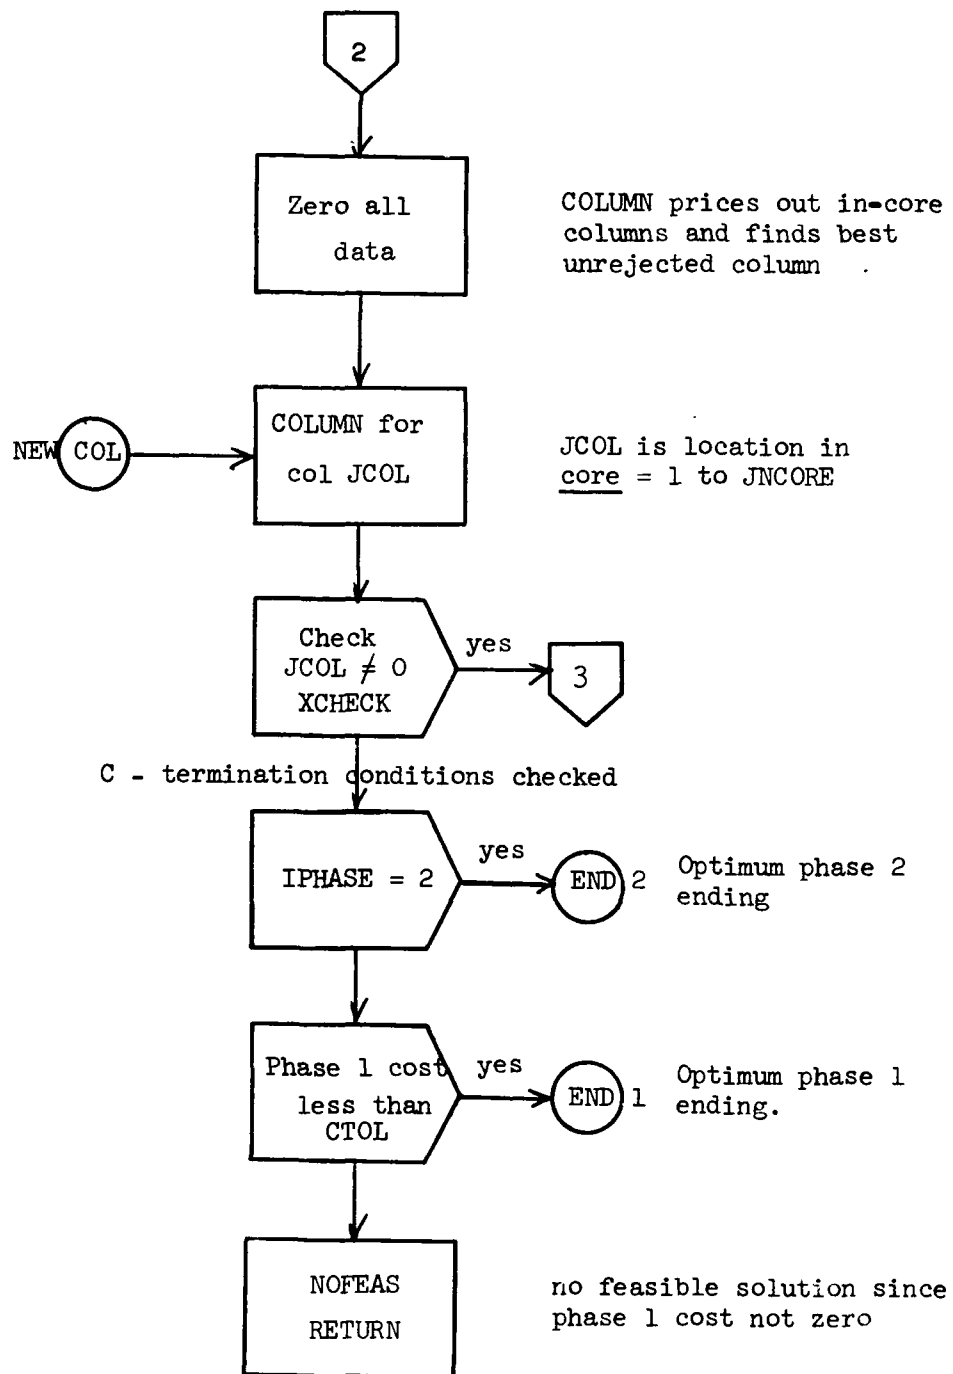 2
Zero all
data
COLUMN prices out in-core
columns and finds best
unrejected column .
NEW COL
COLUMN for
col JCOL
JCOL is location in
core = 1 to JNCORE
Check
JCOL ≠ 0
XCHECK
yes
3
C - termination conditions checked
IPHASE = 2
yes
END 2
Optimum phase 2
ending
Phase 1 cost
less than
CTOL
yes
END 1
Optimum phase 1
ending.
NOFEAS
RETURN
no feasible solution since
phase 1 cost not zero